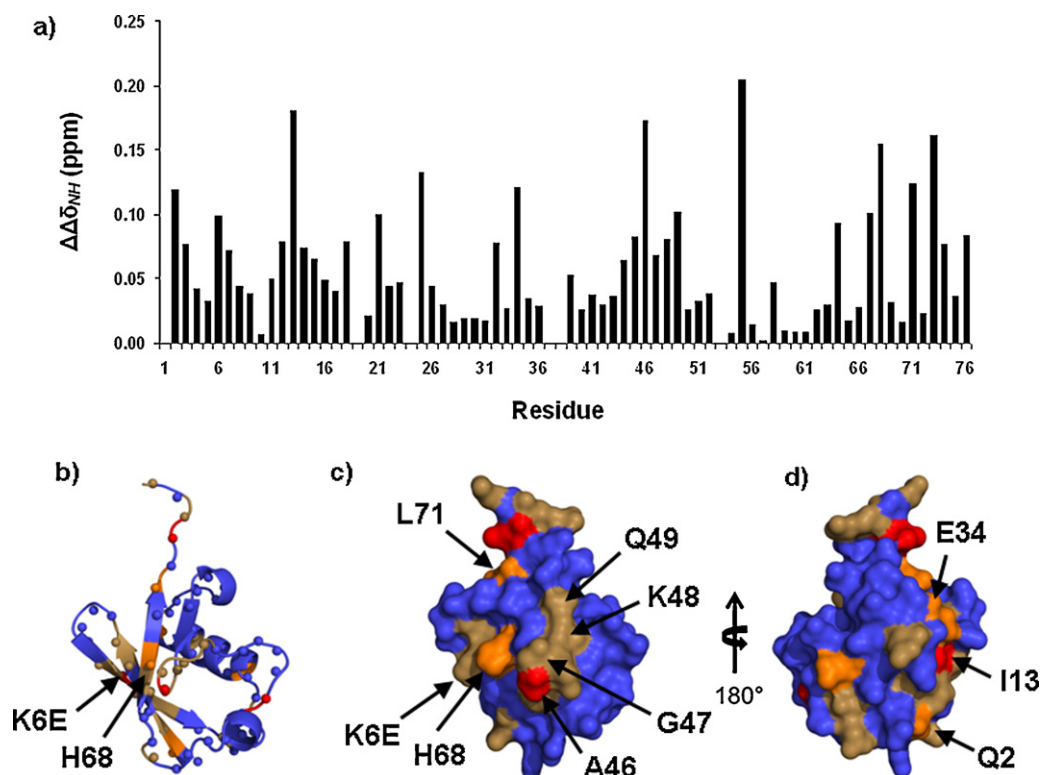 a)
ΔΔδNH (ppm)
0.25
0.20
0.15
0.10
0.05
0.00
1 6 11 16 21 26 31 36 41 46 51 56 61 66 71 76
Residue
b)
K6E
H68
c)
L71
Q49
K48
K6E
H68
A46
G47
180°
d)
E34
I13
Q2